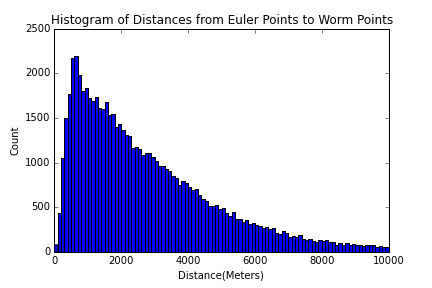 Histogram of Distances from Euler Points to Worm Points
2500
2000
1500
1000
500
0
Count
0 2000 4000 6000 8000 10000
Distance(Meters)